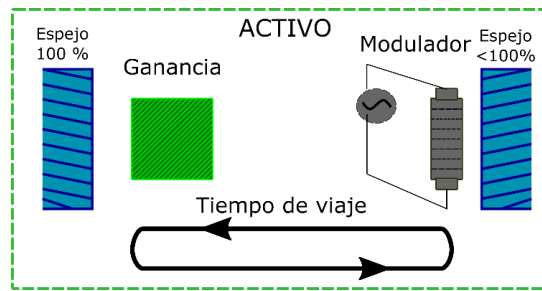 ACTIVO
Espejo
100 %
Ganancia
Modulador
Espejo
<100%
Tiempo de viaje